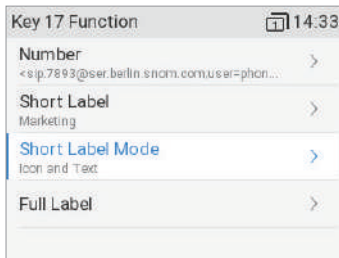 Key 17 Function 1 14:33
Number
<sip.7893@ser.berlin.snom.com,user=phon...
Short Label
Marketing
Short Label Mode
Icon and Text
Full Label